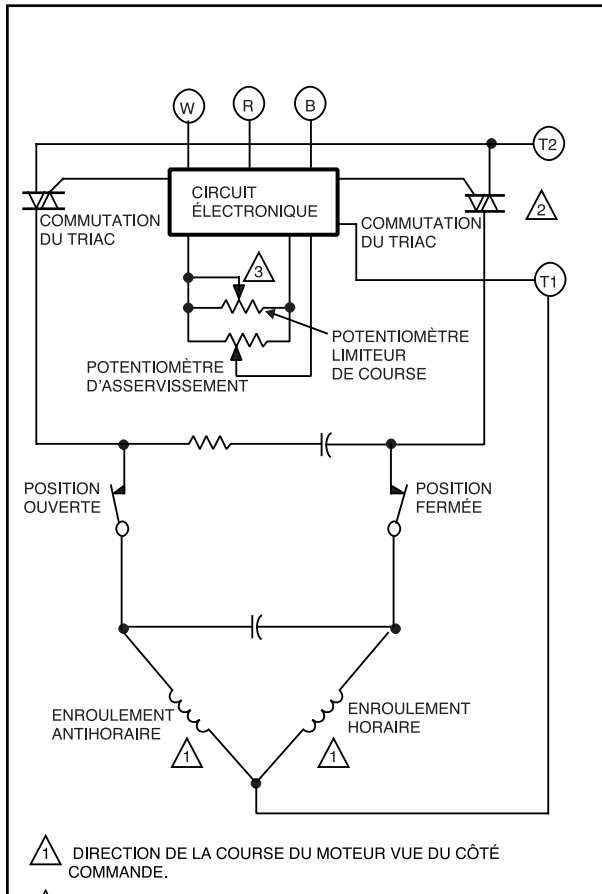 W
R
B
T2
CIRCUIT
ÉLECTRONIQUE
COMMUTATION
DU TRIAC
COMMUTATION
DU TRIAC
2
3
T1
POTENTIOMÈTRE
LIMITEUR
DE COURSE
POTENTIOMÈTRE
D'ASSERVISSEMENT
POSITION
OUVERTE
POSITION
FERMÉE
ENROULEMENT
ANTIHORAIRE
ENROULEMENT
HORAIRE
1
1
1 DIRECTION DE LA COURSE DU MOTEUR VUE DU CÔTÉ
COMMANDE.